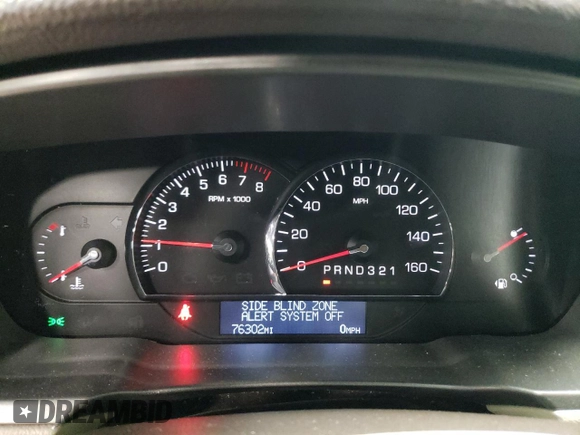 1 2 3 4 5 6 7 8
0
RPM x 1000
0 20 40 60 80 100 120 140 160
MPH
PRND321
SIDE BLIND ZONE
ALERT SYSTEM OFF
76302MI 0MPH
DREAMBID